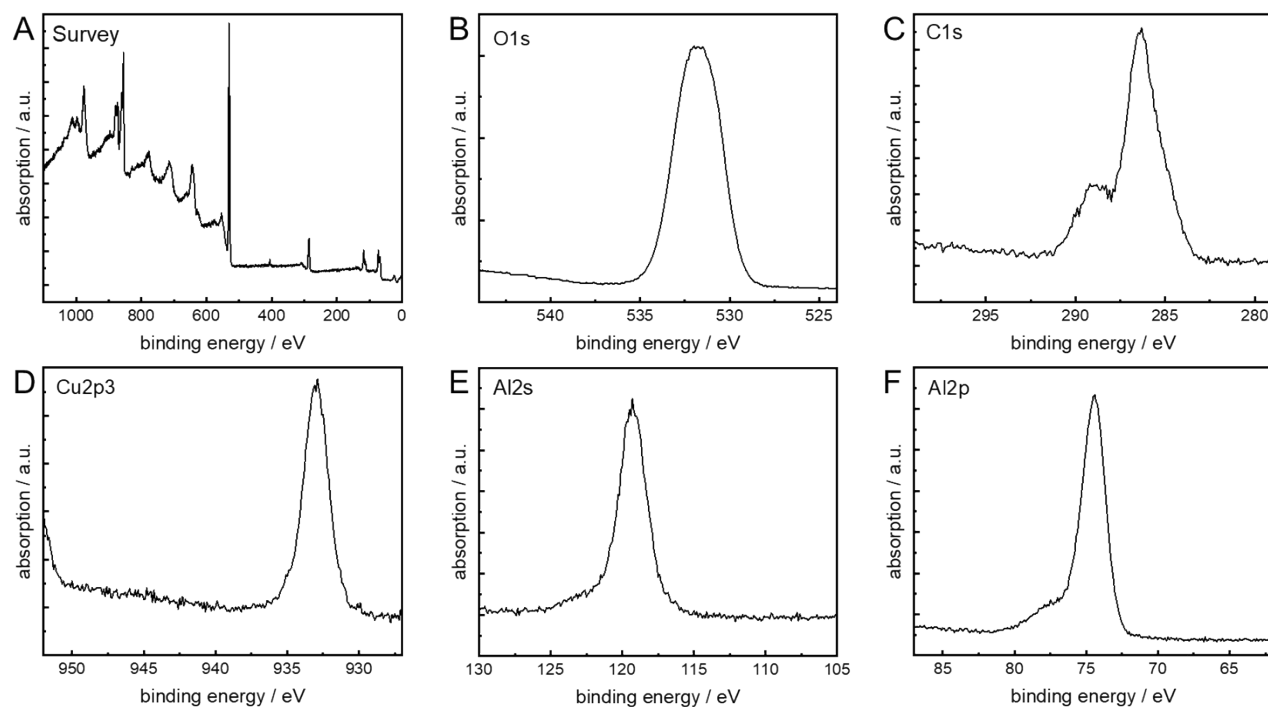 A Survey
absorption / a.u.
1000 800 600 400 200 0
binding energy / eV
B O1s
absorption / a.u.
540 535 530 525
binding energy / eV
C C1s
absorption / a.u.
295 290 285 280
binding energy / eV
D Cu2p3
absorption / a.u.
950 945 940 935 930
binding energy / eV
E Al2s
absorption / a.u.
130 125 120 115 110 105
binding energy / eV
F Al2p
absorption / a.u.
85 80 75 70 65
binding energy / eV